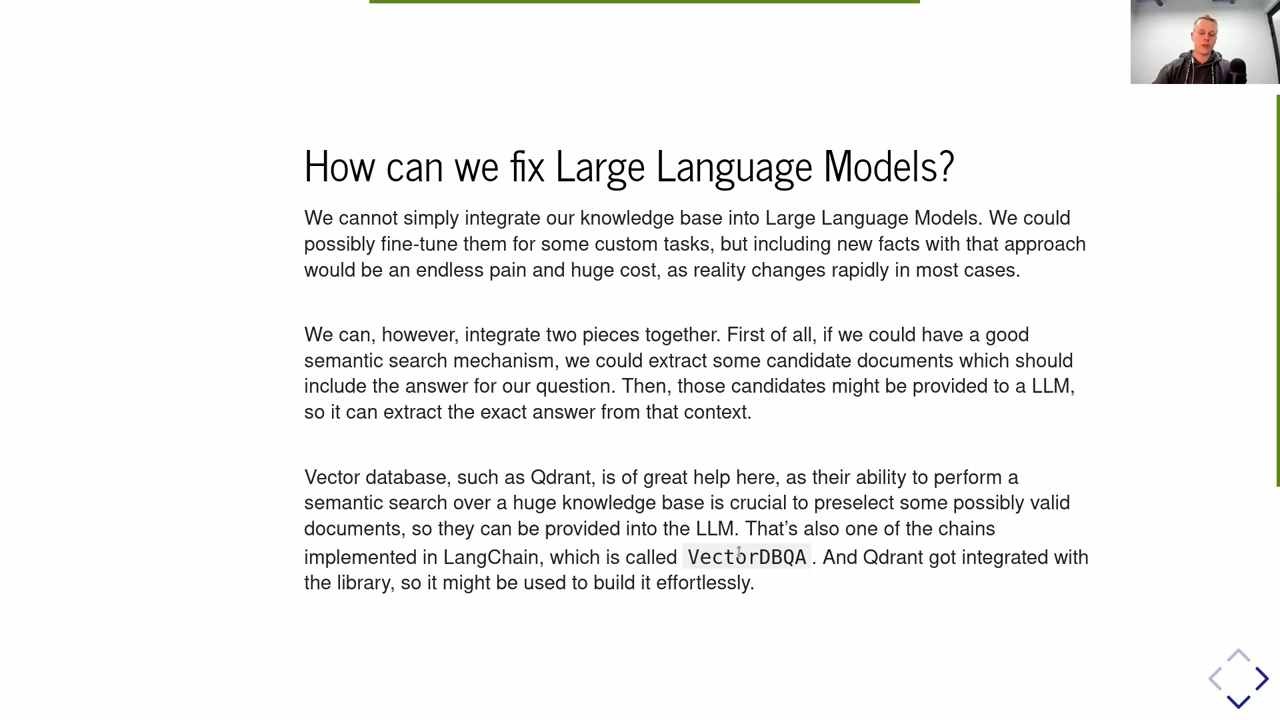 How can we fix Large Language Models?
We cannot simply integrate our knowledge base into Large Language Models. We could
possibly fine-tune them for some custom tasks, but including new facts with that approach
would be an endless pain and huge cost, as reality changes rapidly in most cases.
We can, however, integrate two pieces together. First of all, if we could have a good
semantic search mechanism, we could extract some candidate documents which should
include the answer for our question. Then, those candidates might be provided to a LLM,
so it can extract the exact answer from that context.
Vector database, such as Qdrant, is of great help here, as their ability to perform a
semantic search over a huge knowledge base is crucial to preselect some possibly valid
documents, so they can be provided into the LLM. That's also one of the chains
implemented in LangChain, which is called VectorDBQA. And Qdrant got integrated with
the library, so it might be used to build it effortlessly.